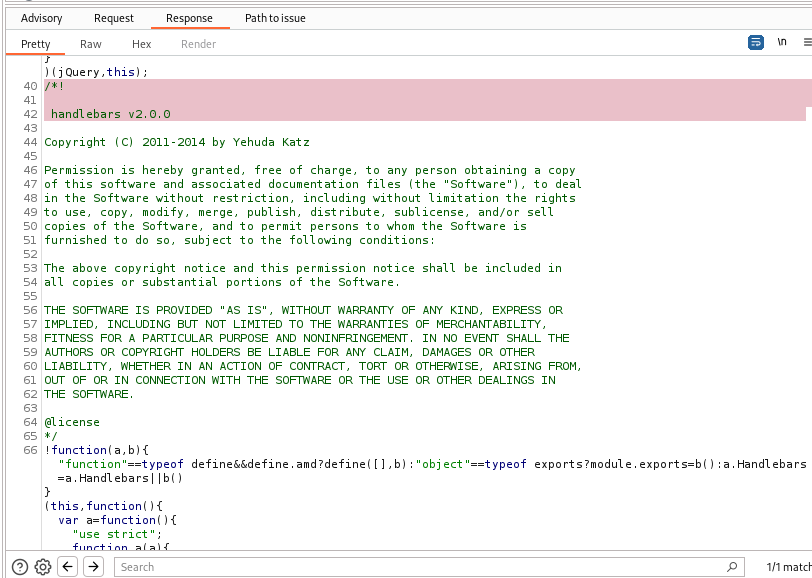 Advisory Request Response Path to issue
Pretty Raw Hex Render \n
}
)(jQuery,this);
40 /*!
41
42 handlebars v2.0.0
43
44 Copyright (C) 2011-2014 by Yehuda Katz
45
46 Permission is hereby granted, free of charge, to any person obtaining a copy
47 of this software and associated documentation files (the "Software"), to deal
48 in the Software without restriction, including without limitation the rights
49 to use, copy, modify, merge, publish, distribute, sublicense, and/or sell
50 copies of the Software, and to permit persons to whom the Software is
51 furnished to do so, subject to the following conditions:
52
53 The above copyright notice and this permission notice shall be included in
54 all copies or substantial portions of the Software.
55
56 THE SOFTWARE IS PROVIDED "AS IS", WITHOUT WARRANTY OF ANY KIND, EXPRESS OR
57 IMPLIED, INCLUDING BUT NOT LIMITED TO THE WARRANTIES OF MERCHANTABILITY,
58 FITNESS FOR A PARTICULAR PURPOSE AND NONINFRINGEMENT. IN NO EVENT SHALL THE
59 AUTHORS OR COPYRIGHT HOLDERS BE LIABLE FOR ANY CLAIM, DAMAGES OR OTHER
60 LIABILITY, WHETHER IN AN ACTION OF CONTRACT, TORT OR OTHERWISE, ARISING FROM,
61 OUT OF OR IN CONNECTION WITH THE SOFTWARE OR THE USE OR OTHER DEALINGS IN
62 THE SOFTWARE.
63
64 @license
65 */
66 !function(a,b){
"function"==typeof define&&define.amd?define([],b):"object"==typeof exports?module.exports=b():a.Handlebars
=a.Handlebars||b()
}
(this,function(){
var a=function(){
"use strict";
function a(a){
Search 1/1 match